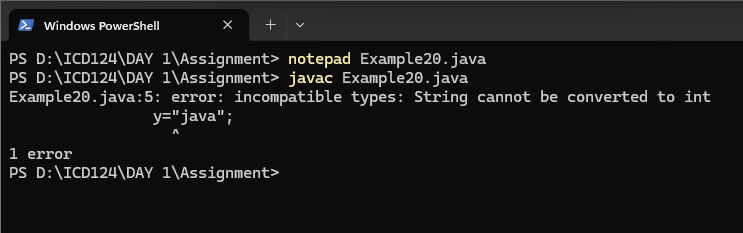 Windows PowerShell
PS D:\ICD124\DAY 1\Assignment> notepad Example20.java
PS D:\ICD124\DAY 1\Assignment> javac Example20.java
Example20.java:5: error: incompatible types: String cannot be converted to int
                y="java";
                  ^
1 error
PS D:\ICD124\DAY 1\Assignment>